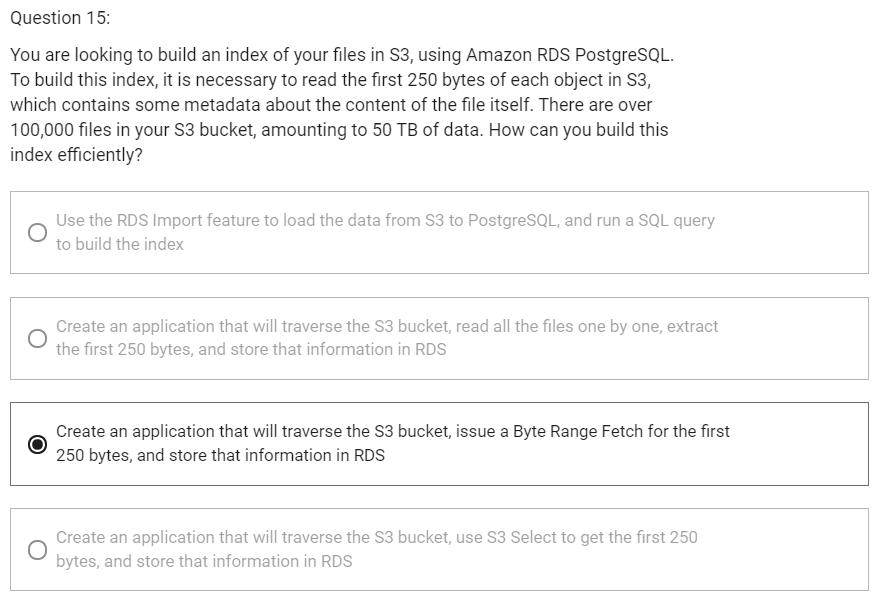 Question 15:
You are looking to build an index of your files in S3, using Amazon RDS PostgreSQL.
To build this index, it is necessary to read the first 250 bytes of each object in S3,
which contains some metadata about the content of the file itself. There are over
100,000 files in your S3 bucket, amounting to 50 TB of data. How can you build this
index efficiently?
Use the RDS Import feature to load the data from S3 to PostgreSQL, and run a SQL query
to build the index
Create an application that will traverse the S3 bucket, read all the files one by one, extract
the first 250 bytes, and store that information in RDS
Create an application that will traverse the S3 bucket, issue a Byte Range Fetch for the first
250 bytes, and store that information in RDS
Create an application that will traverse the S3 bucket, use S3 Select to get the first 250
bytes, and store that information in RDS